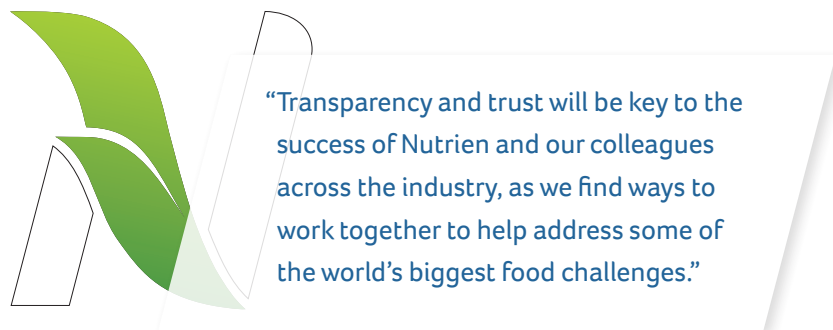 “Transparency and trust will be key to the
success of Nutrien and our colleagues
across the industry, as we find ways to
work together to help address some of
the world’s biggest food challenges.”